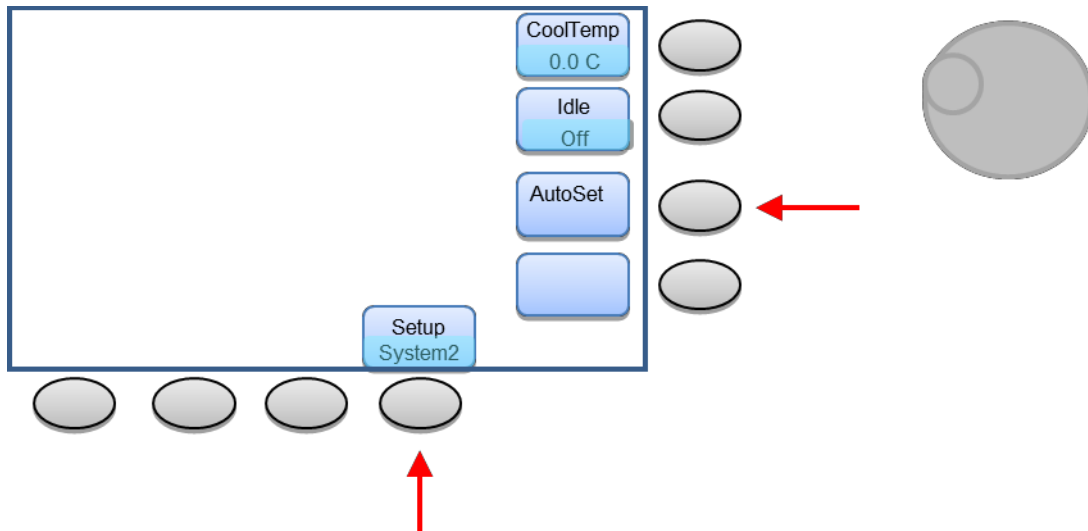 CoolTemp
0.0 C
Idle
Off
AutoSet
Setup
System2